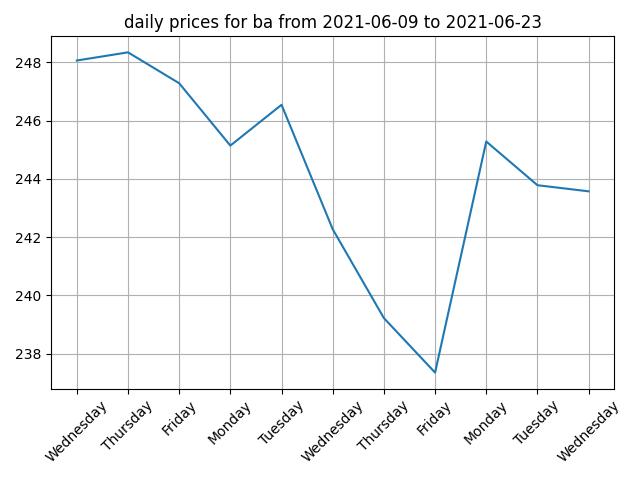 daily prices for ba from 2021-06-09 to 2021-06-23
248
246
244
242
240
238
Wednesday
Thursday
Friday
Monday
Tuesday
Wednesday
Thursday
Friday
Monday
Tuesday
Wednesday